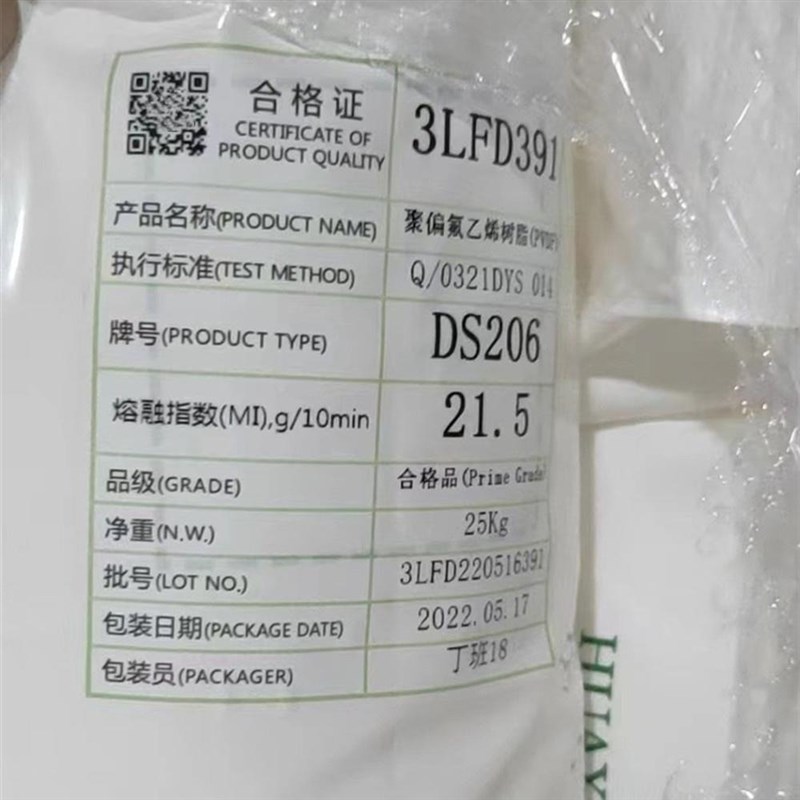 合格证
CERTIFICATE OF
PRODUCT QUALITY
3LFD391
产品名称(PRODUCT NAME) 聚偏氟乙烯树脂(PVDF)
执行标准(TEST METHOD) Q/0321DYS 014
牌号(PRODUCT TYPE) DS206
熔融指数(MI),g/10min 21.5
品级(GRADE) 合格品(Prime Grade)
净重(N.W.) 25Kg
批号(LOT NO.) 3LFD220516391
包装日期(PACKAGE DATE) 2022.05.17
包装员(PACKAGER) 丁班18
HUAX